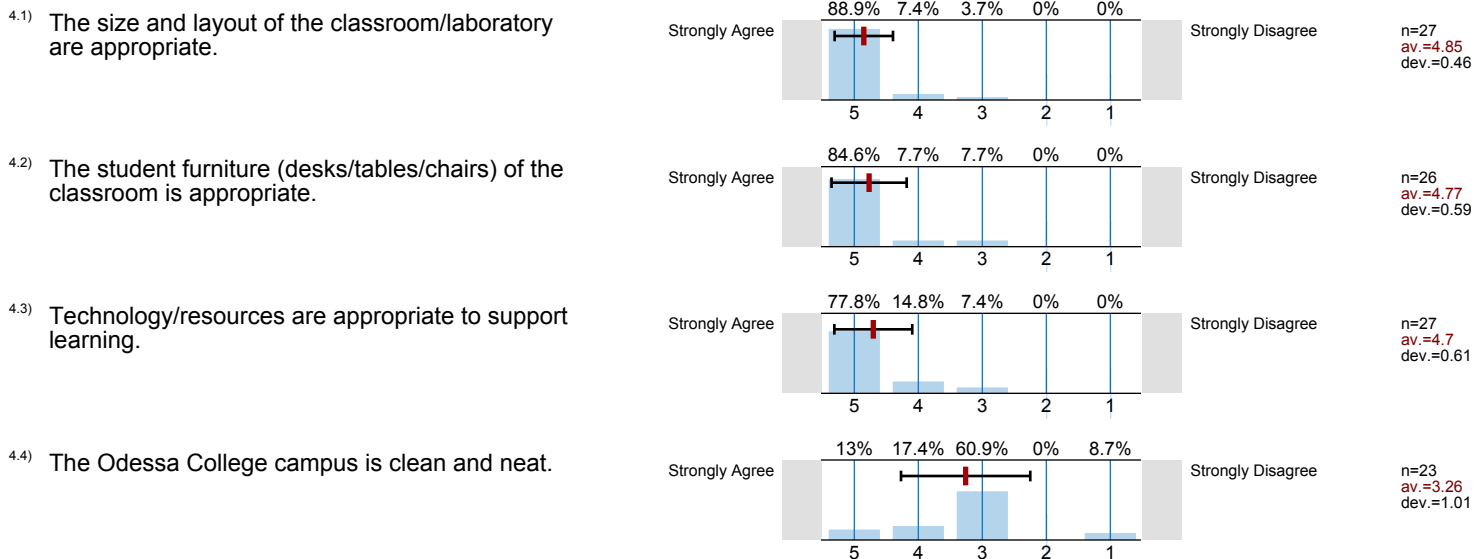 4.1) The size and layout of the classroom/laboratory
are appropriate.
88.9% 7.4% 3.7% 0% 0%
Strongly Agree Strongly Disagree
n=27
av.=4.85
dev.=0.46
5 4 3 2 1
4.2) The student furniture (desks/tables/chairs) of the
classroom is appropriate.
84.6% 7.7% 7.7% 0% 0%
Strongly Agree Strongly Disagree
n=26
av.=4.77
dev.=0.59
5 4 3 2 1
4.3) Technology/resources are appropriate to support
learning.
77.8% 14.8% 7.4% 0% 0%
Strongly Agree Strongly Disagree
n=27
av.=4.7
dev.=0.61
5 4 3 2 1
4.4) The Odessa College campus is clean and neat.
13% 17.4% 60.9% 0% 8.7%
Strongly Agree Strongly Disagree
n=23
av.=3.26
dev.=1.01
5 4 3 2 1